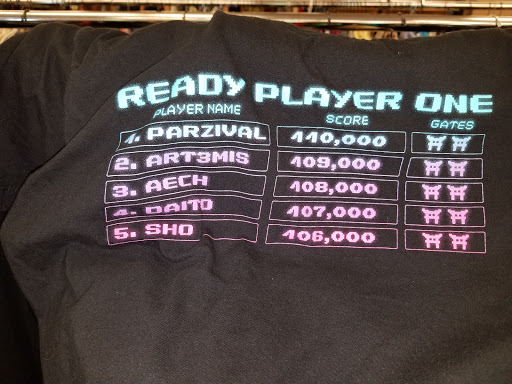 READY PLAYER ONE
PLAYER NAME SCORE GATES
1. PARZIVAL 110,000
2. ART3MIS 109,000
3. AECH 108,000
4. DAITO 107,000
5. SHO 106,000